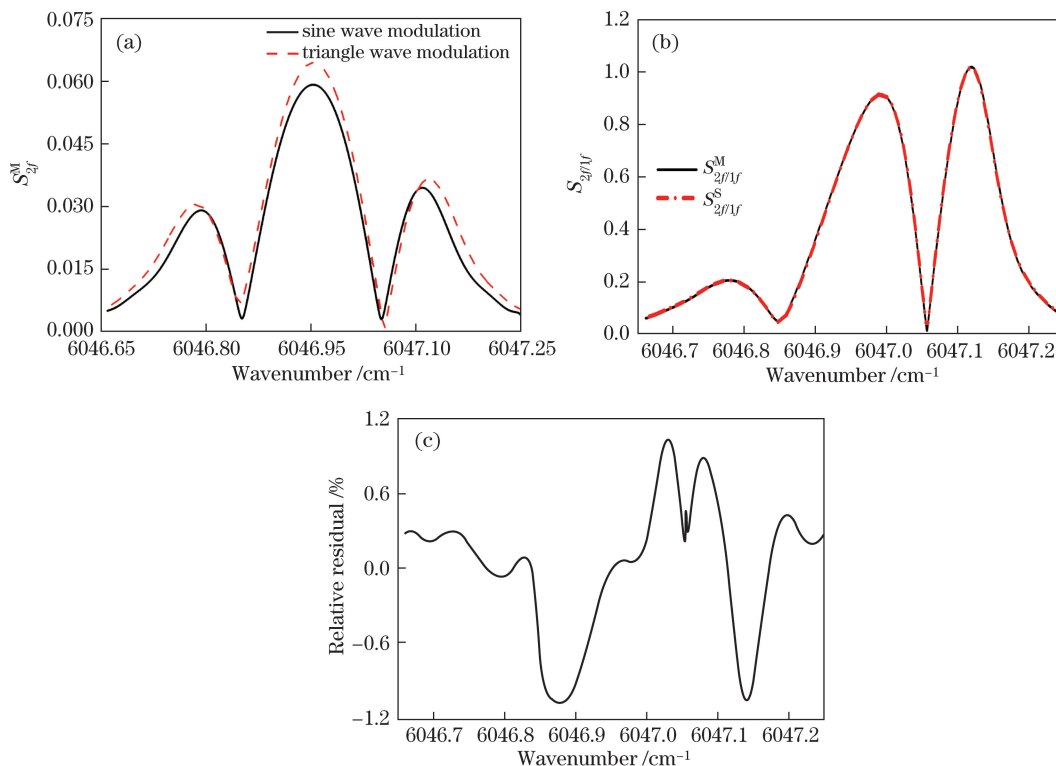 (a)
sine wave modulation
triangle wave modulation
S^M_2f
0.075
0.060
0.045
0.030
0.015
0.000
6046.65 6046.80 6046.95 6047.10 6047.25
Wavenumber /cm⁻¹
(b)
S_2f/1f
1.2
1.0
0.8
0.6
0.4
0.2
0.0
S^M_2f/1f
S^S_2f/1f
6046.7 6046.8 6046.9 6047.0 6047.1 6047.2
Wavenumber /cm⁻¹
(c)
Relative residual /%
1.2
0.6
0.0
−0.6
−1.2
6046.7 6046.8 6046.9 6047.0 6047.1 6047.2
Wavenumber /cm⁻¹